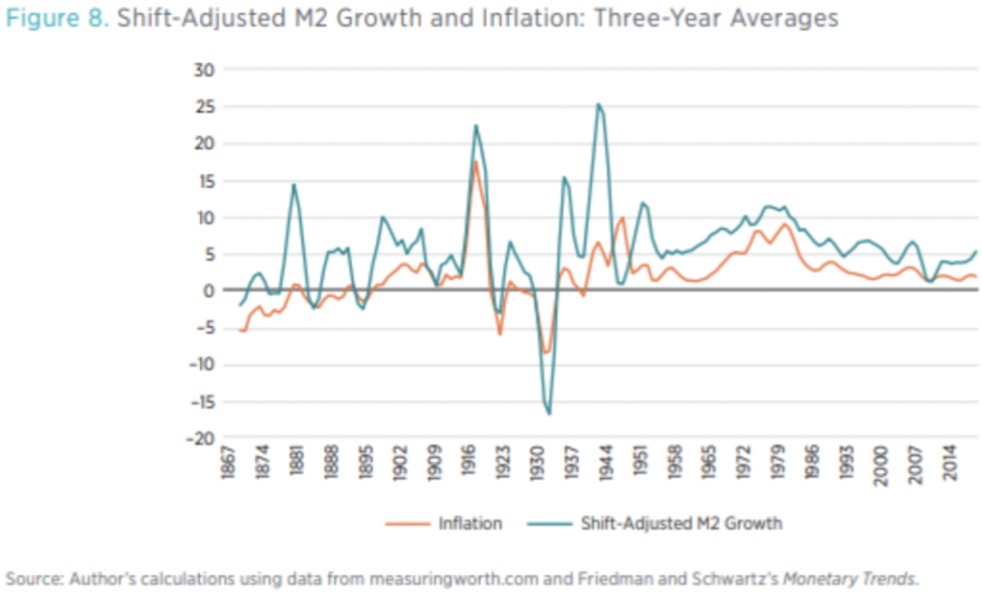 Figure 8. Shift-Adjusted M2 Growth and Inflation: Three-Year Averages
30
25
20
15
10
5
0
−5
−10
−15
−20
1867 1874 1881 1888 1895 1902 1909 1916 1923 1930 1937 1944 1951 1958 1965 1972 1979 1986 1993 2000 2007 2014
Inflation Shift-Adjusted M2 Growth
Source: Author's calculations using data from measuringworth.com and Friedman and Schwartz's Monetary Trends.